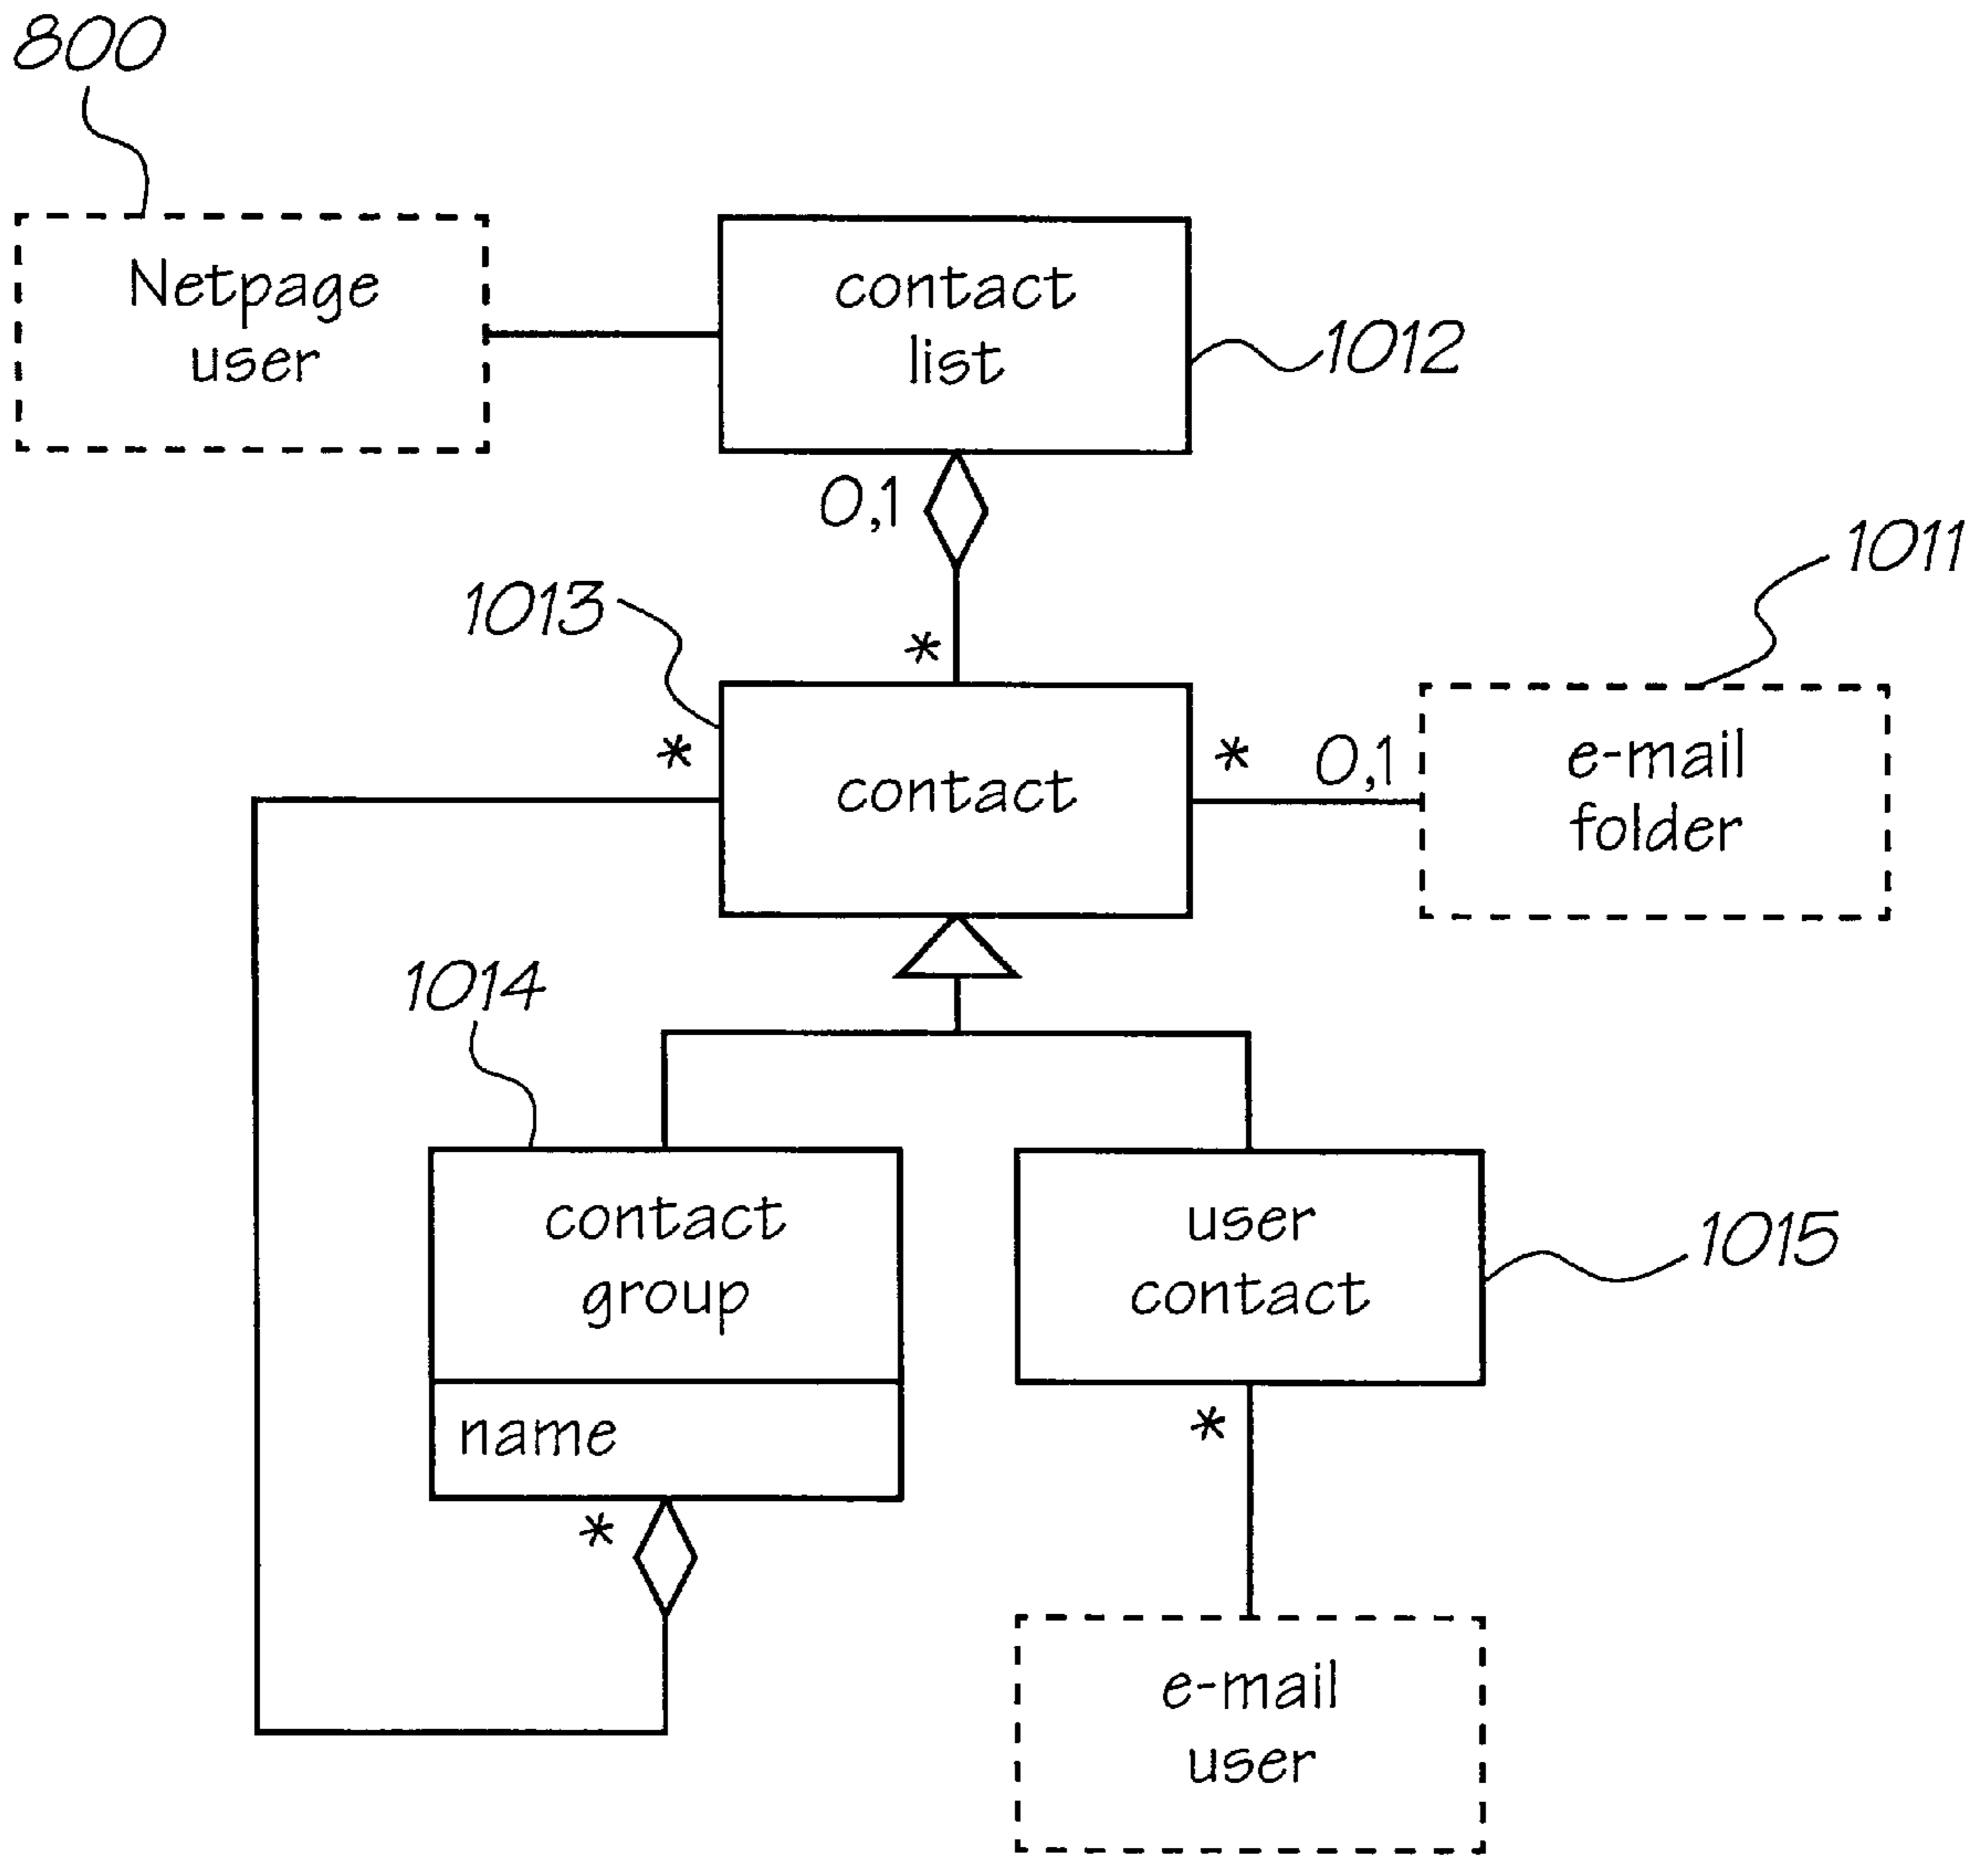 800
Netpage
user
contact
list
1012
0,1
1011
1013
*
*
contact
*
0,1
e-mail
folder
1014
contact
group
user
contact
1015
name
*
*
e-mail
user